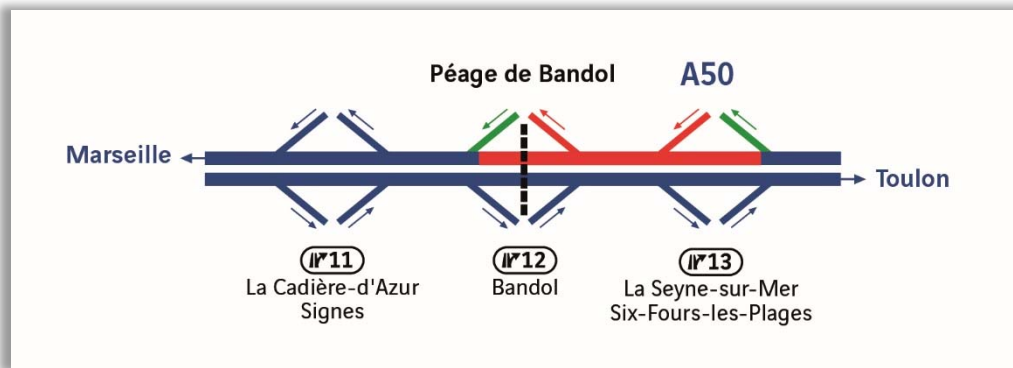 Péage de Bandol
A50
Marseille
Toulon
11
La Cadière-d'Azur
Signes
12
Bandol
13
La Seyne-sur-Mer
Six-Fours-les-Plages